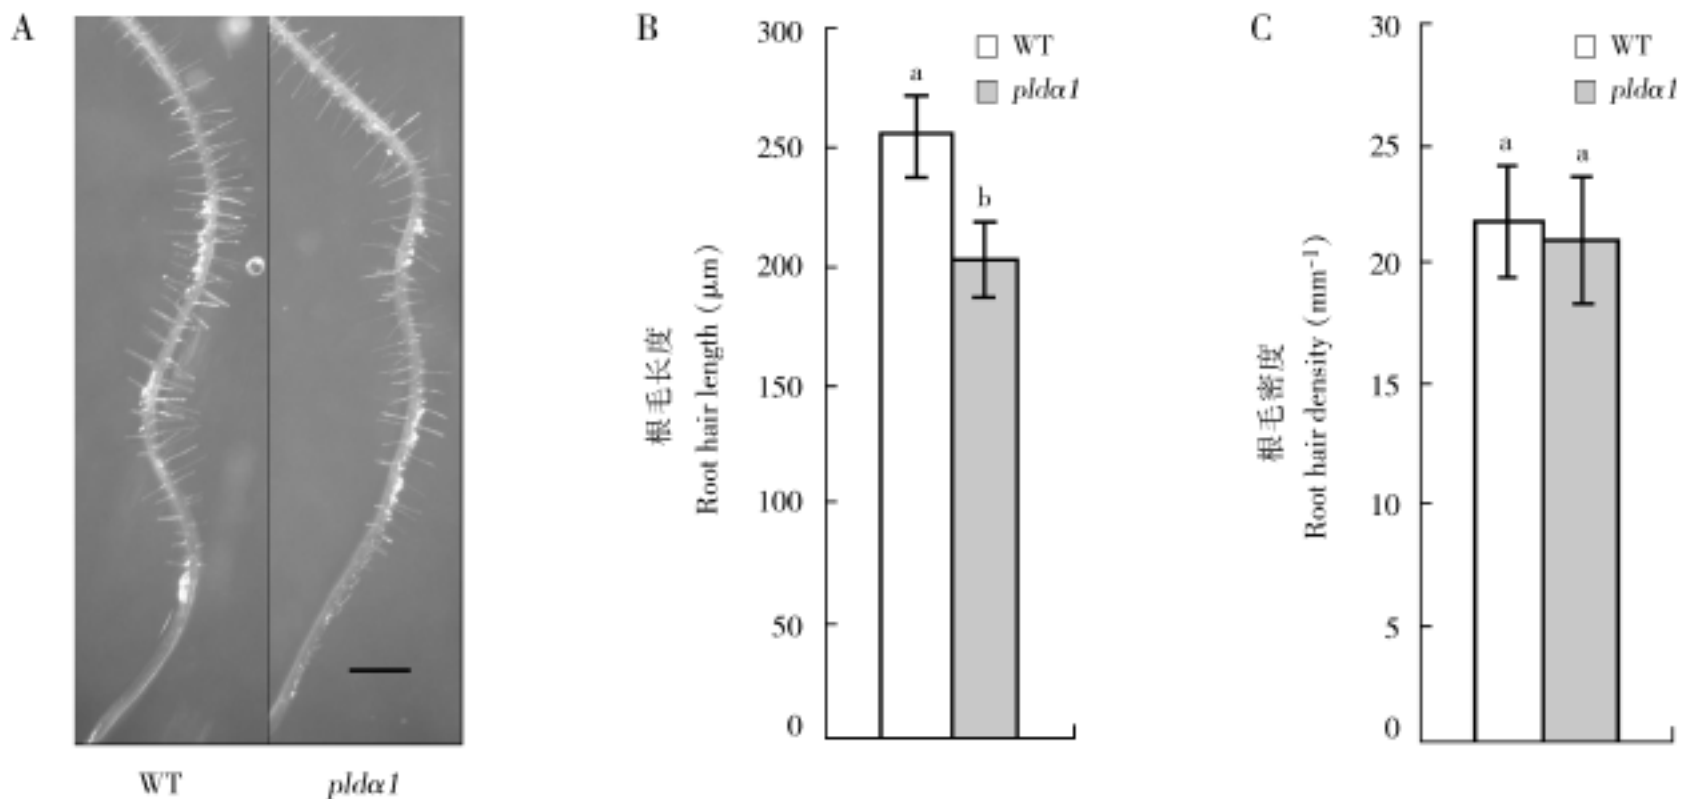 A
WT
pldα1
B
根毛长度
Root hair length (μm)
300
250
200
150
100
50
0
WT
pldα1
a
b
C
根毛密度
Root hair density (mm⁻¹)
30
25
20
15
10
5
0
WT
pldα1
a
a